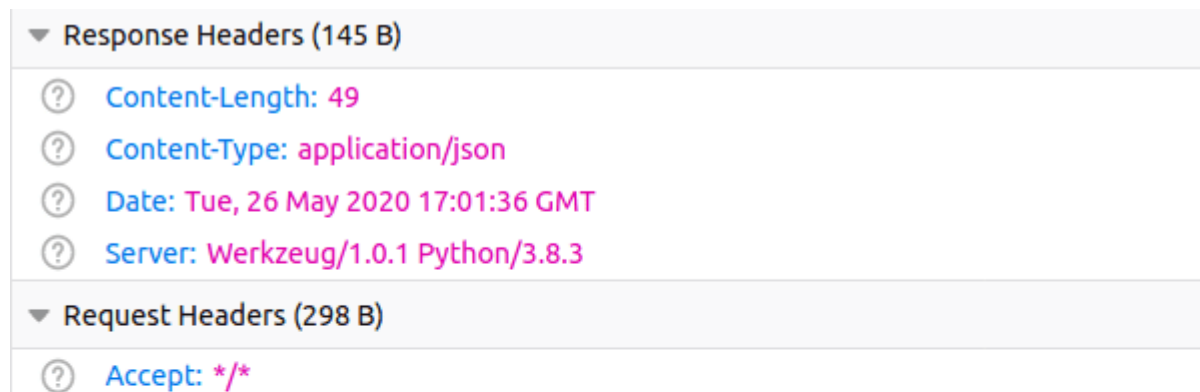 Response Headers (145 B)
Content-Length: 49
Content-Type: application/json
Date: Tue, 26 May 2020 17:01:36 GMT
Server: Werkzeug/1.0.1 Python/3.8.3
Request Headers (298 B)
Accept: */*